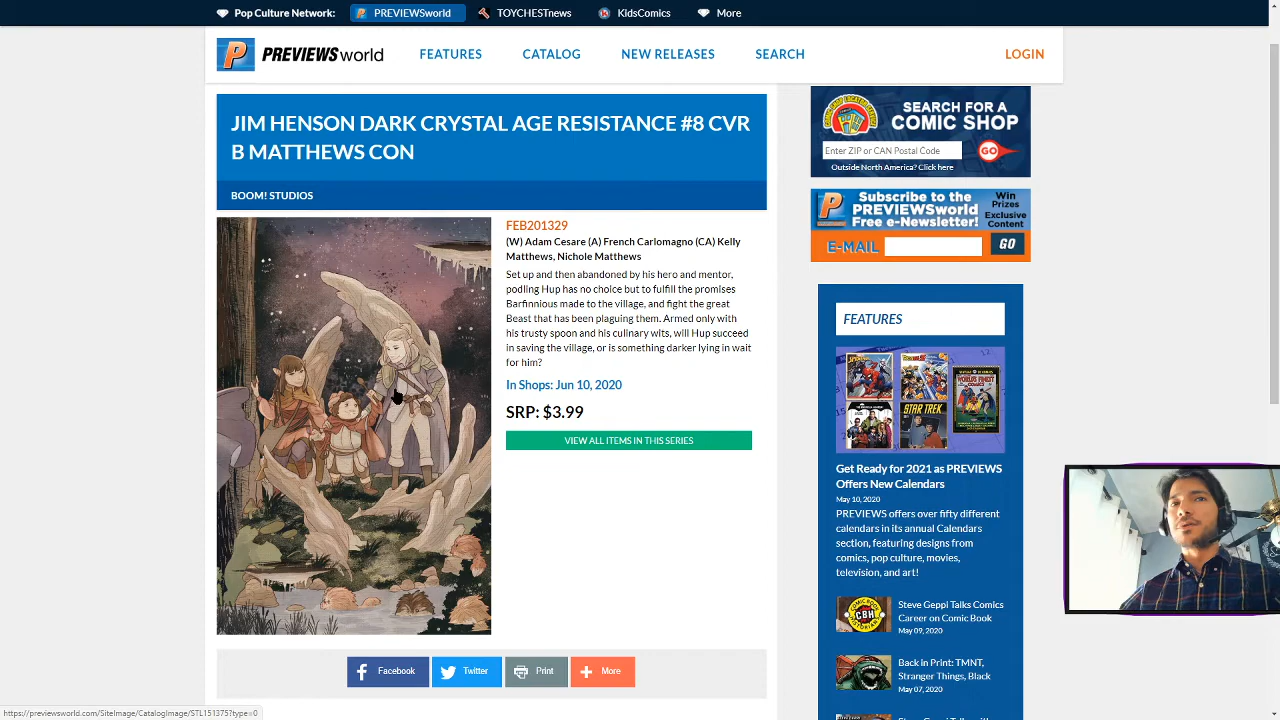 Pop Culture Network: PREVIEWSworld TOYCHESTnews KidsComics More
P PREVIEWSworld FEATURES CATALOG NEW RELEASES SEARCH LOGIN
JIM HENSON DARK CRYSTAL AGE RESISTANCE #8 CVR
B MATTHEWS CON
BOOM! STUDIOS
FEB201329
(W) Adam Cesare (A) French Carlomagno (CA) Kelly
Matthews, Nichole Matthews
Set up and then abandoned by his hero and mentor,
podling Hup has no choice but to fulfill the promises
Barfinnious made to the village, and fight the great
Beast that has been plaguing them. Armed only with
his trusty spoon and his culinary wits, will Hup succeed
in saving the village, or is something darker lying in wait
for him?
In Shops: Jun 10, 2020
SRP: $3.99
VIEW ALL ITEMS IN THIS SERIES
Facebook Twitter Print More
SEARCH FOR A
COMIC SHOP
Enter ZIP or CAN Postal Code GO
Outside North America? Click here
Subscribe to the
PREVIEWSworld
Free e-Newsletter!
Win
Prizes
Exclusive
Content
E-MAIL GO
FEATURES
WORLD'S FINEST
STAR TREK
Get Ready for 2021 as PREVIEWS
Offers New Calendars
May 10, 2020
PREVIEWS offers over fifty different
calendars in its annual Calendars
section, featuring designs from
comics, pop culture, movies,
television, and art!
COMIC BOOK
CBH
HISTORIANS
Steve Geppi Talks Comics
Career on Comic Book
May 09, 2020
Back in Print: TMNT,
Stranger Things, Black
May 07, 2020
https://previewsworld.com/SiteImage/CatalogImage/STL151375?type=0